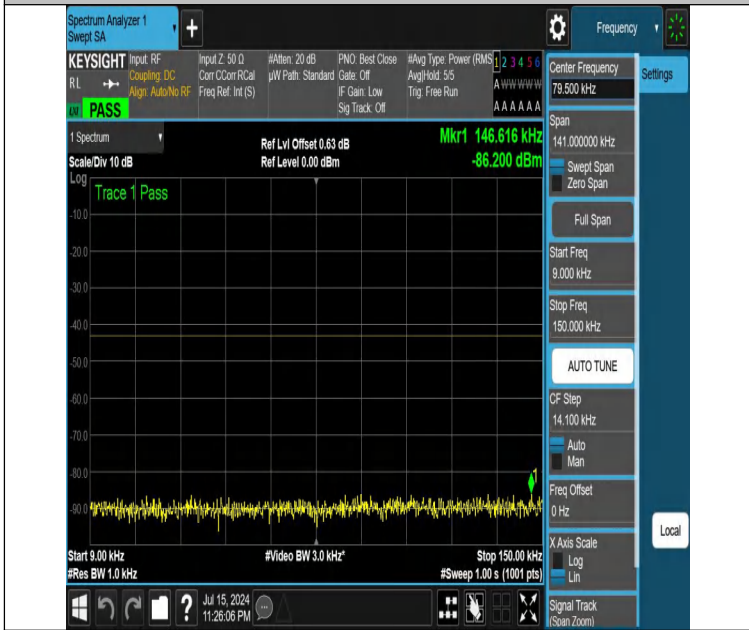 Spectrum Analyzer 1
Swept SA
Frequency
KEYSIGHT
RL
LXI
PASS
Input: RF
Coupling: DC
Align: Auto/No RF
Input Z: 50 Ω
Corr CCorr RCal
Freq Ref: Int (S)
#Atten: 20 dB
µW Path: Standard
PNO: Best Close
Gate: Off
IF Gain: Low
Sig Track: Off
#Avg Type: Power (RMS
Avg|Hold: 5/5
Trig: Free Run
1 2 3 4 5 6
A W W W W W
A A A A A A
1 Spectrum
Scale/Div 10 dB
Ref Lvl Offset 0.63 dB
Ref Level 0.00 dBm
Mkr1 146.616 kHz
-86.200 dBm
Log
Trace 1 Pass
-10.0
-20.0
-30.0
-40.0
-50.0
-60.0
-70.0
-80.0
-90.0
1
Start 9.00 kHz
#Res BW 1.0 kHz
#Video BW 3.0 kHz*
Stop 150.00 kHz
#Sweep 1.00 s (1001 pts)
Center Frequency
79.500 kHz
Settings
Span
141.000000 kHz
Swept Span
Zero Span
Full Span
Start Freq
9.000 kHz
Stop Freq
150.000 kHz
AUTO TUNE
CF Step
14.100 kHz
Auto
Man
Freq Offset
0 Hz
Local
X Axis Scale
Log
Lin
Signal Track
(Span Zoom)
?
Jul 15, 2024
11:26:06 PM